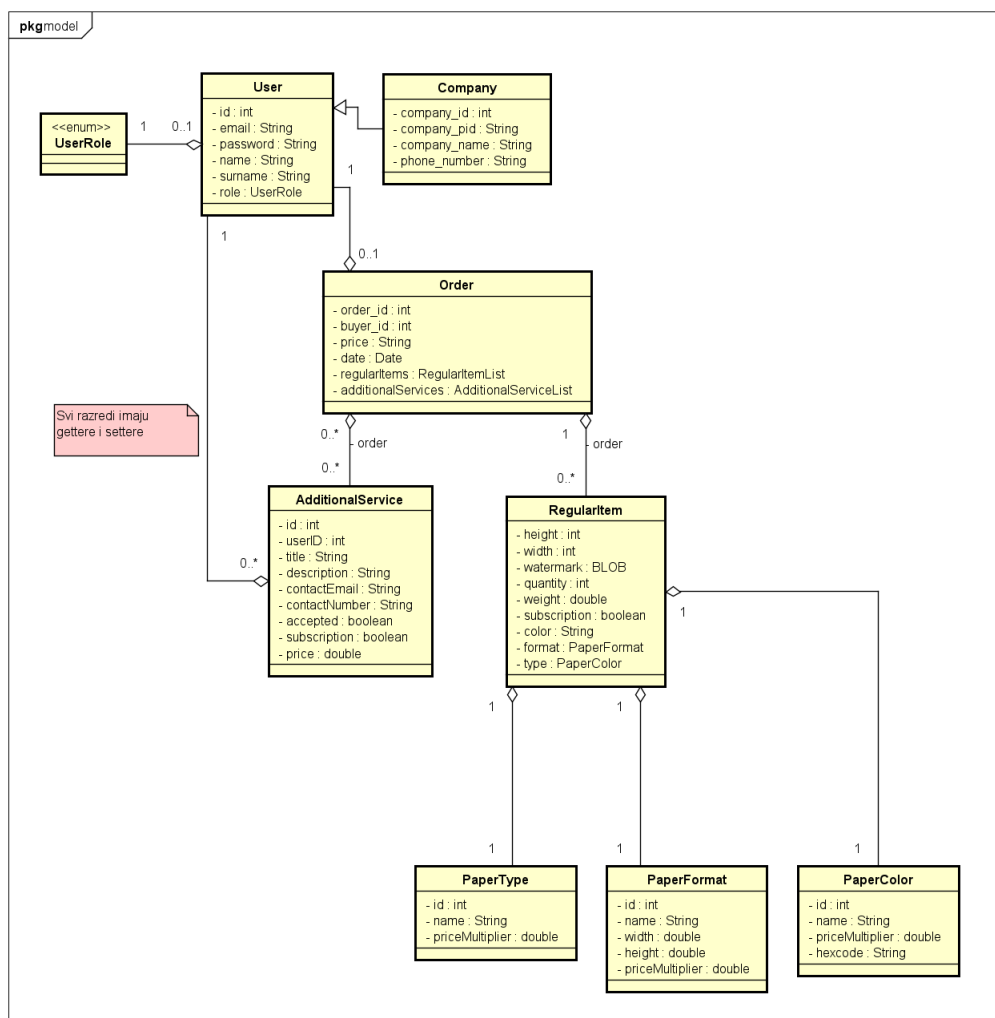 pkg model
User
- id : int
- email : String
- password : String
- name : String
- surname : String
- role : UserRole
Company
- company_id : int
- company_pid : String
- company_name : String
- phone_number : String
<<enum>>
UserRole
1
0..1
1
1
0..1
Order
- order_id : int
- buyer_id : int
- price : String
- date : Date
- regularItems : RegularItemList
- additionalServices : AdditionalServiceList
Svi razredi imaju
gettere i settere
0..*
- order
0..*
1
- order
0..*
AdditionalService
- id : int
- userID : int
- title : String
- description : String
- contactEmail : String
- contactNumber : String
- accepted : boolean
- subscription : boolean
- price : double
0..*
RegularItem
- height : int
- width : int
- watermark : BLOB
- quantity : int
- weight : double
- subscription : boolean
- color : String
- format : PaperFormat
- type : PaperColor
1
1
1
1
1
1
PaperType
- id : int
- name : String
- priceMultiplier : double
PaperFormat
- id : int
- name : String
- width : double
- height : double
- priceMultiplier : double
PaperColor
- id : int
- name : String
- priceMultiplier : double
- hexcode : String